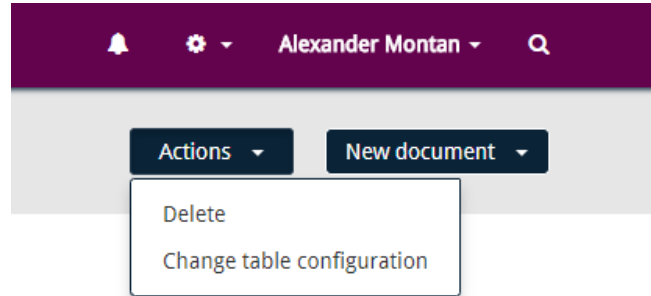 Alexander Montan
Actions New document
Delete
Change table configuration